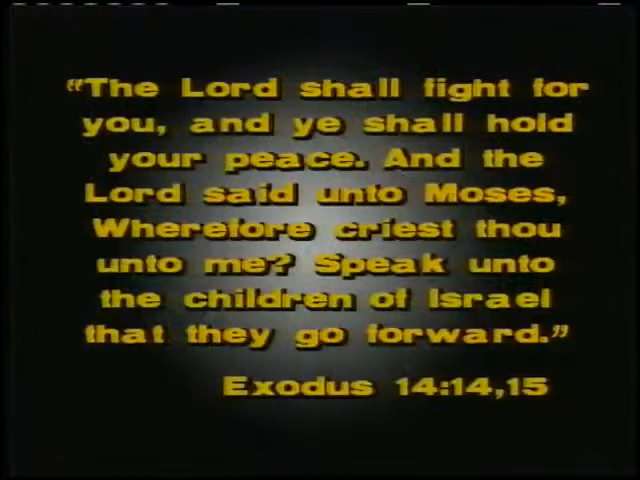 “The Lord shall fight for
you, and ye shall hold
your peace. And the
Lord said unto Moses,
Wherefore criest thou
unto me? Speak unto
the children of Israel
that they go forward.”
Exodus 14:14,15